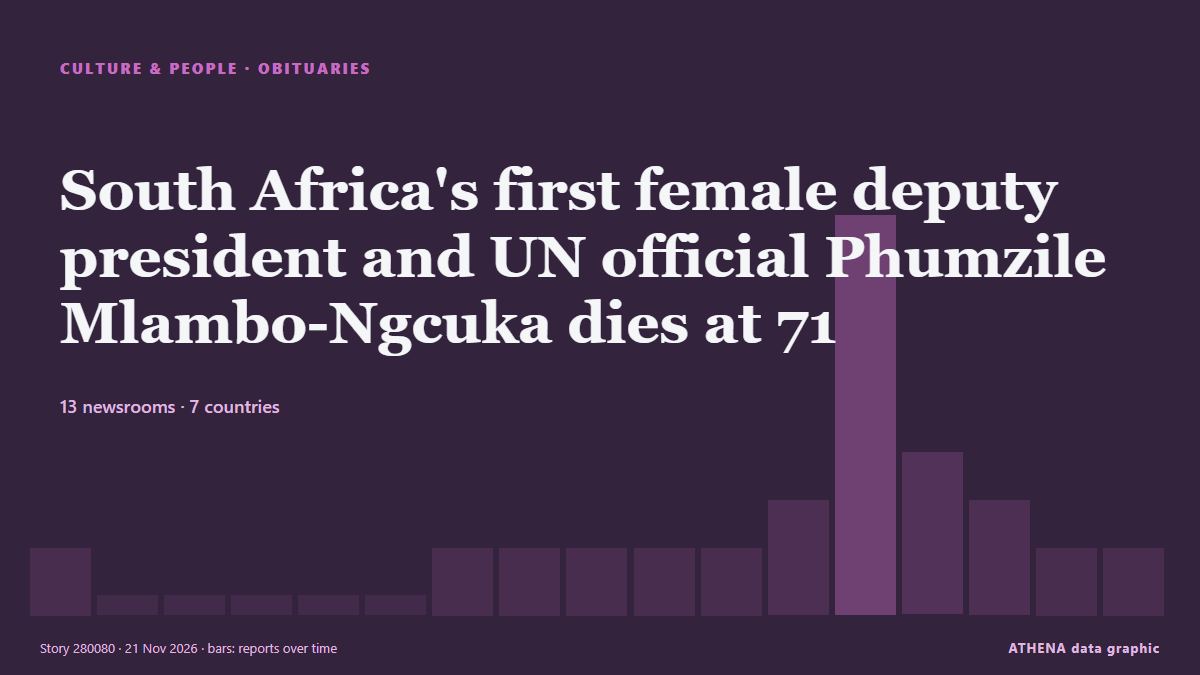 CULTURE & PEOPLE · OBITUARIES
South Africa's first female deputy
president and UN official Phumzile
Mlambo-Ngcuka dies at 71
13 newsrooms · 7 countries
Story 280080 · 21 Nov 2026 · bars: reports over time
ATHENA data graphic